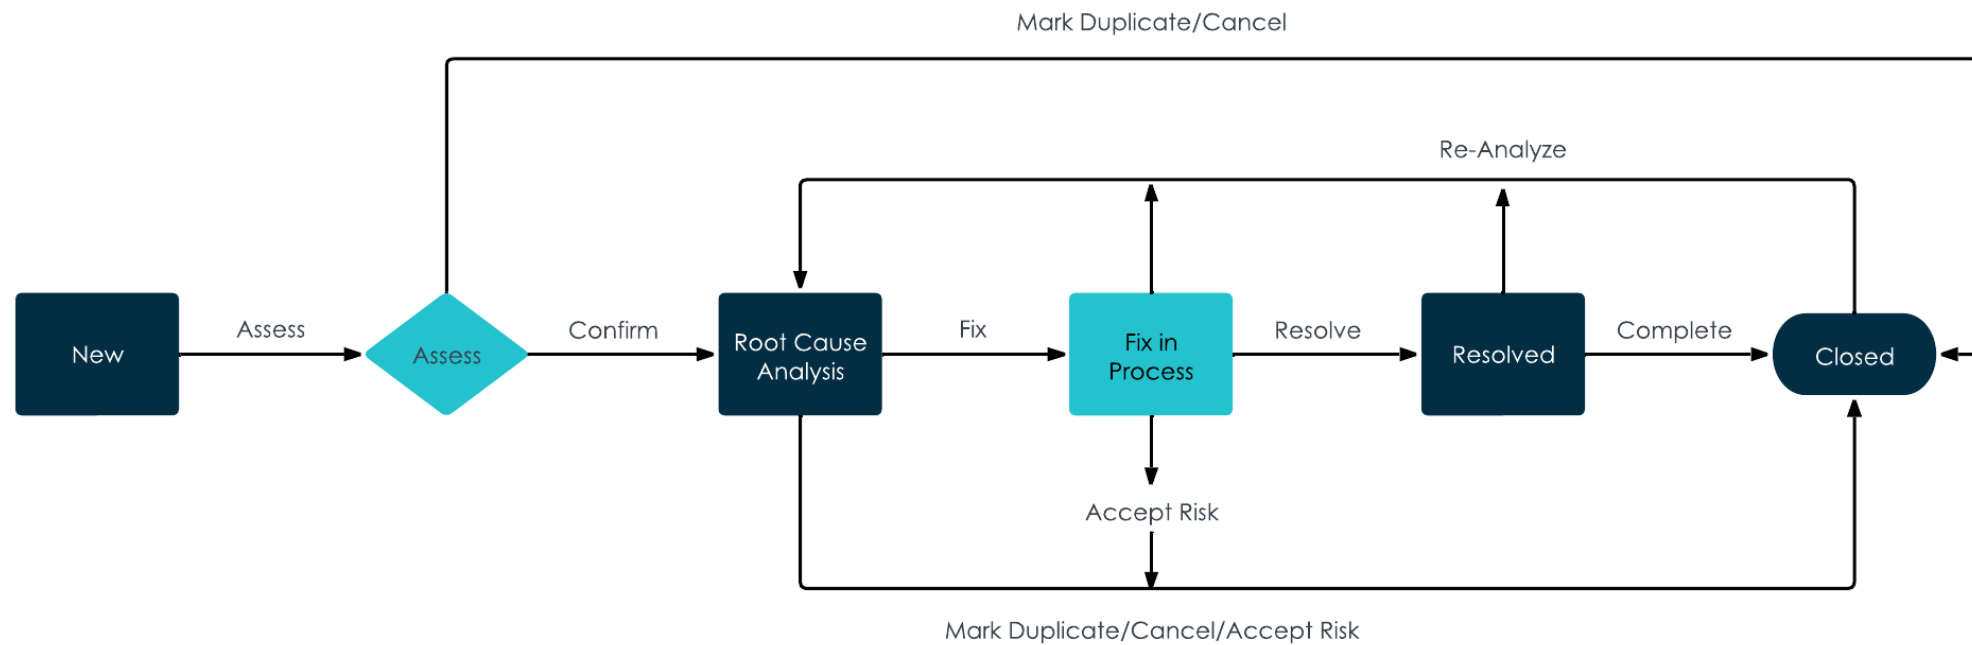 Mark Duplicate/Cancel
Re-Analyze
New
Assess
Assess
Confirm
Root Cause
Analysis
Fix
Fix in
Process
Resolve
Resolved
Complete
Closed
Accept Risk
Mark Duplicate/Cancel/Accept Risk